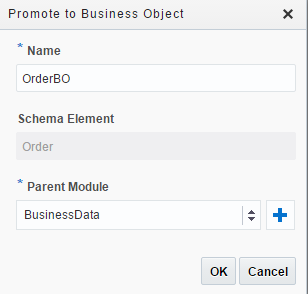 Promote to Business Object
* Name
OrderBO
Schema Element
Order
* Parent Module
BusinessData
OK Cancel